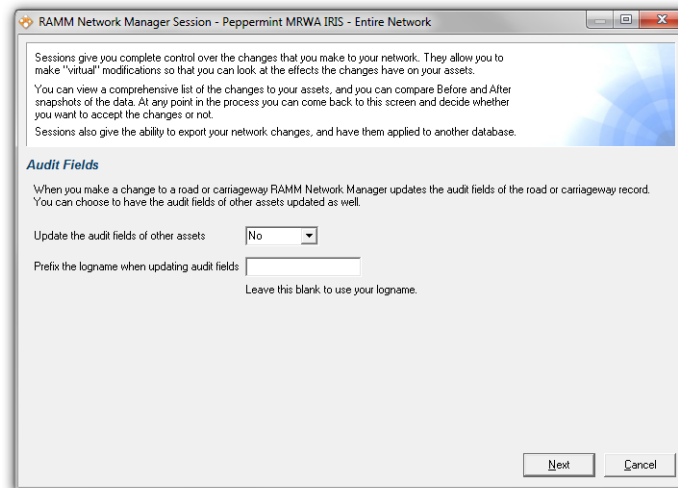 RAMM Network Manager Session - Peppermint MRWA IRIS - Entire Network
Sessions give you complete control over the changes that you make to your network. They allow you to
make "virtual" modifications so that you can look at the effects the changes have on your assets.
You can view a comprehensive list of the changes to your assets, and you can compare Before and After
snapshots of the data. At any point in the process you can come back to this screen and decide whether
you want to accept the changes or not.
Sessions also give the ability to export your network changes, and have them applied to another database.
Audit Fields
When you make a change to a road or carriageway RAMM Network Manager updates the audit fields of the road or carriageway record.
You can choose to have the audit fields of other assets updated as well.
Update the audit fields of other assets No
Prefix the logname when updating audit fields
Leave this blank to use your logname.
Next Cancel